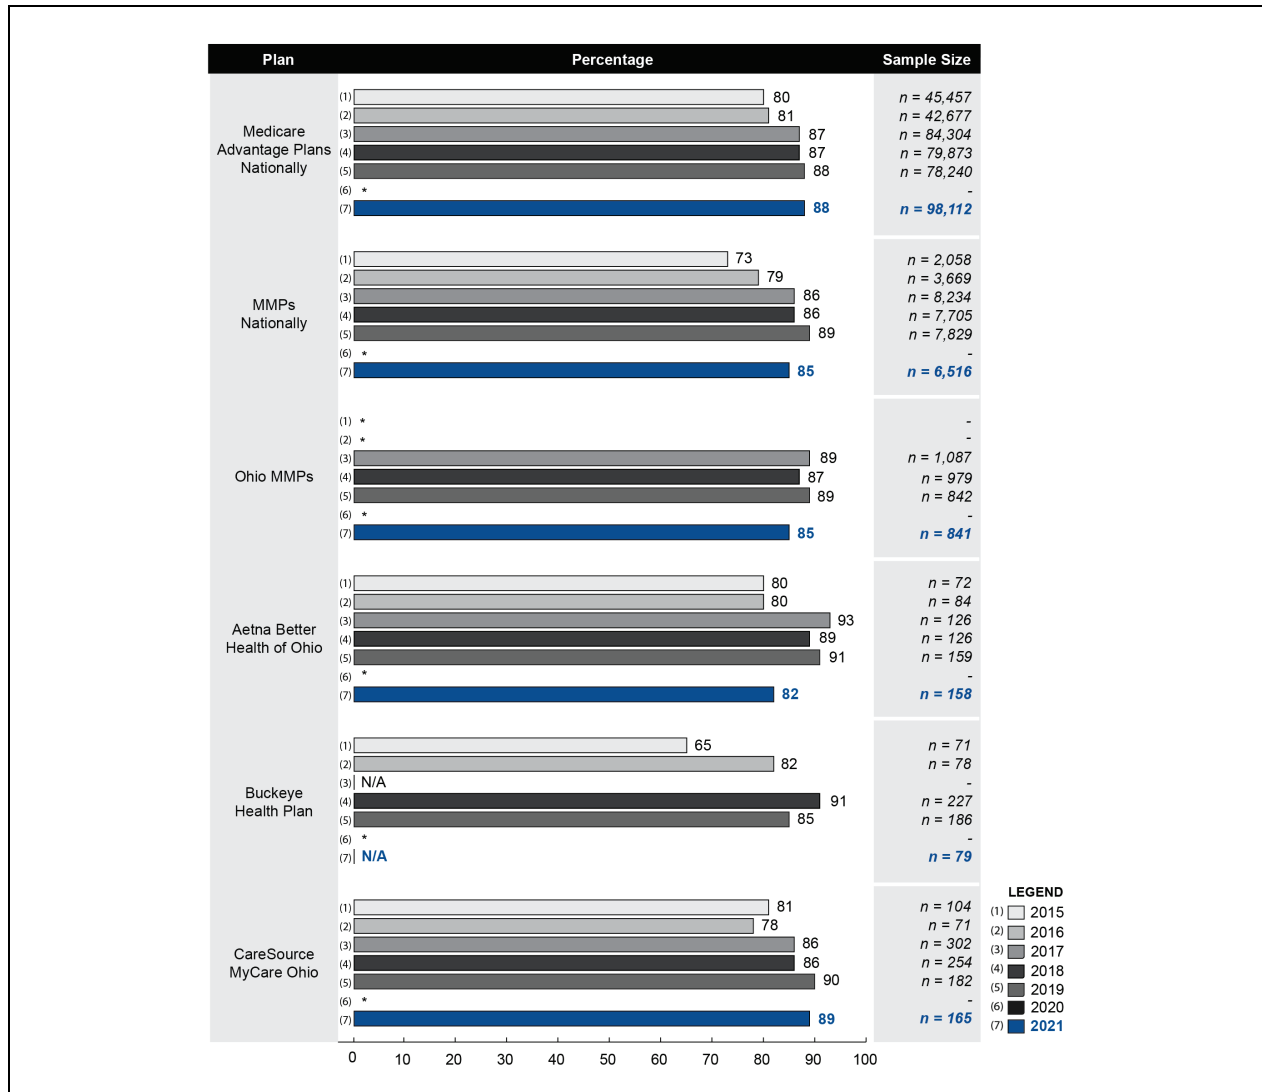 Plan Percentage Sample Size
Medicare
Advantage Plans
Nationally
(1) 80 n = 45,457
(2) 81 n = 42,677
(3) 87 n = 84,304
(4) 87 n = 79,873
(5) 88 n = 78,240
(6) * -
(7) 88 n = 98,112
MMPs
Nationally
(1) 73 n = 2,058
(2) 79 n = 3,669
(3) 86 n = 8,234
(4) 86 n = 7,705
(5) 89 n = 7,829
(6) * -
(7) 85 n = 6,516
Ohio MMPs
(1) * -
(2) * -
(3) 89 n = 1,087
(4) 87 n = 979
(5) 89 n = 842
(6) * -
(7) 85 n = 841
Aetna Better
Health of Ohio
(1) 80 n = 72
(2) 80 n = 84
(3) 93 n = 126
(4) 89 n = 126
(5) 91 n = 159
(6) * -
(7) 82 n = 158
Buckeye
Health Plan
(1) 65 n = 71
(2) 82 n = 78
(3) N/A -
(4) 91 n = 227
(5) 85 n = 186
(6) * -
(7) N/A n = 79
CareSource
MyCare Ohio
(1) 81 n = 104
(2) 78 n = 71
(3) 86 n = 302
(4) 86 n = 254
(5) 90 n = 182
(6) * -
(7) 89 n = 165
0 10 20 30 40 50 60 70 80 90 100
LEGEND
(1) 2015
(2) 2016
(3) 2017
(4) 2018
(5) 2019
(6) 2020
(7) 2021